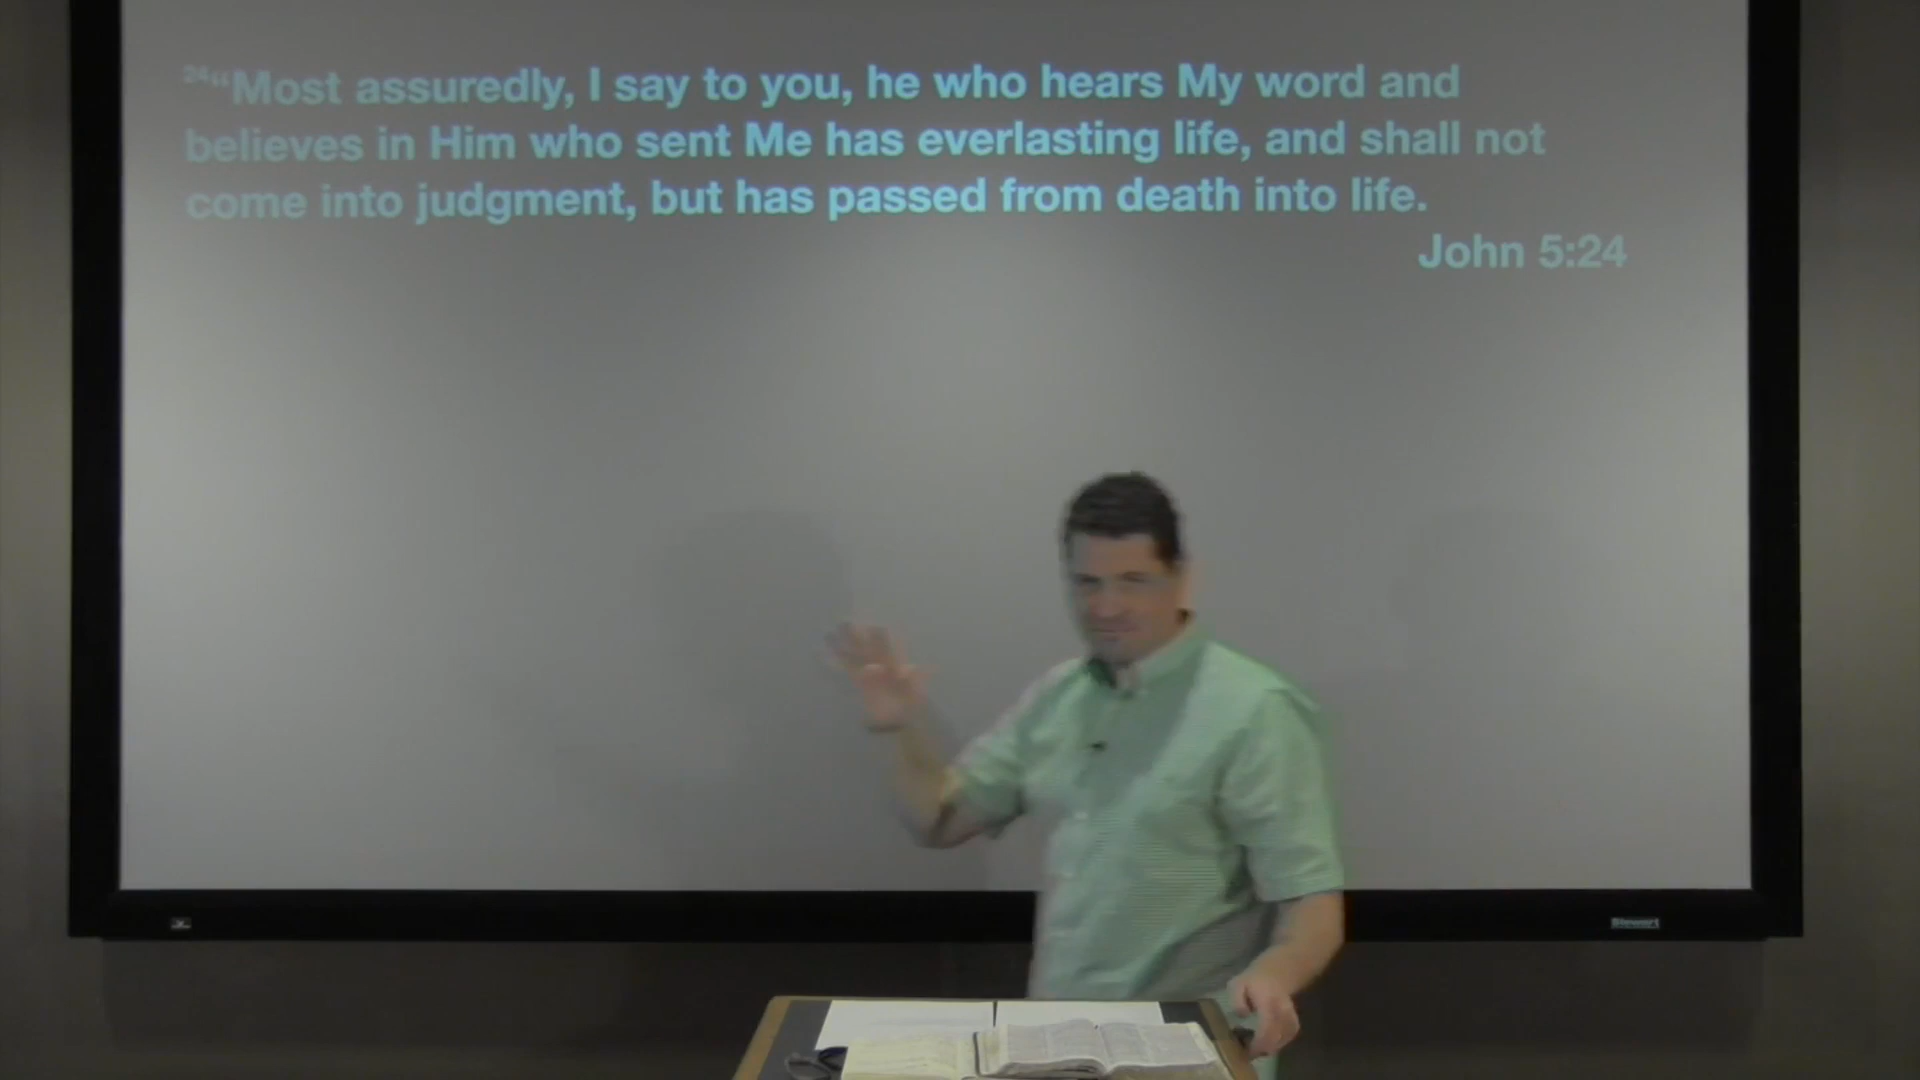 24“Most assuredly, I say to you, he who hears My word and
believes in Him who sent Me has everlasting life, and shall not
come into judgment, but has passed from death into life.
John 5:24
Stewart